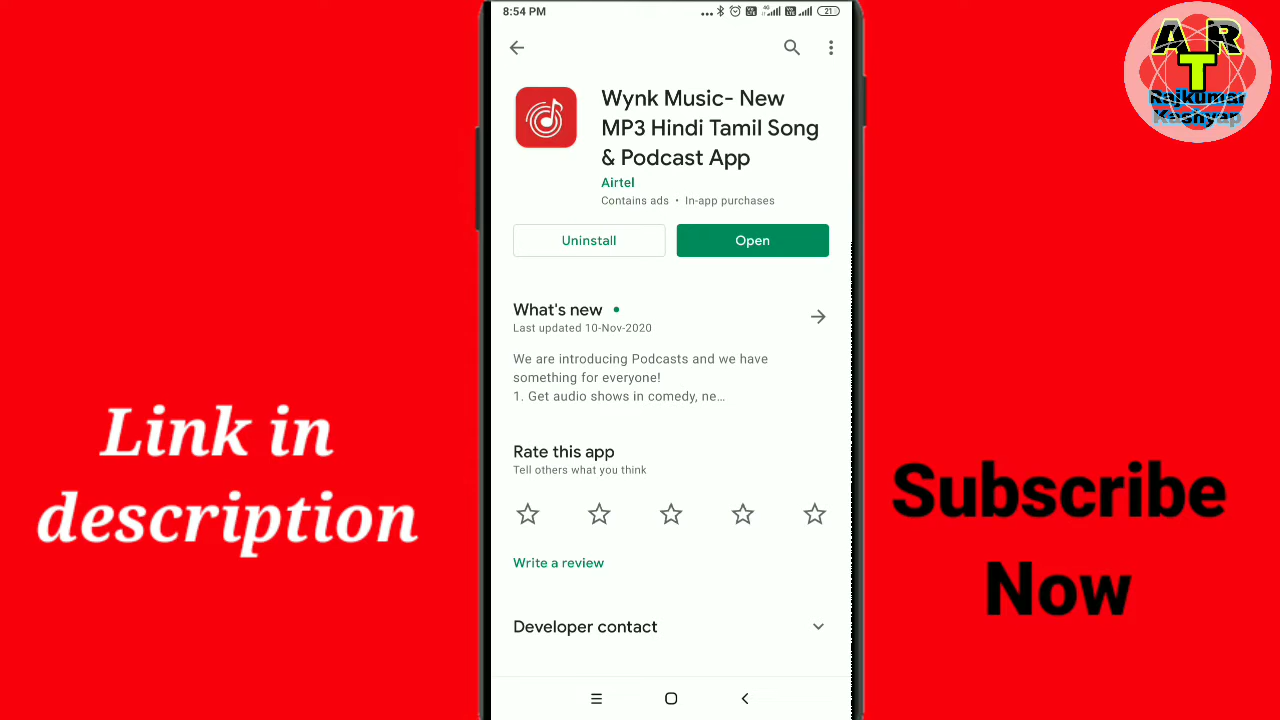 8:54 PM
21
A R
T
Rajkumar
Kashyap
Wynk Music- New
MP3 Hindi Tamil Song
& Podcast App
Airtel
Contains ads • In-app purchases
Uninstall
Open
What's new •
Last updated 10-Nov-2020
We are introducing Podcasts and we have
something for everyone!
1. Get audio shows in comedy, ne…
Link in
description
Rate this app
Tell others what you think
Subscribe
Now
Write a review
Developer contact